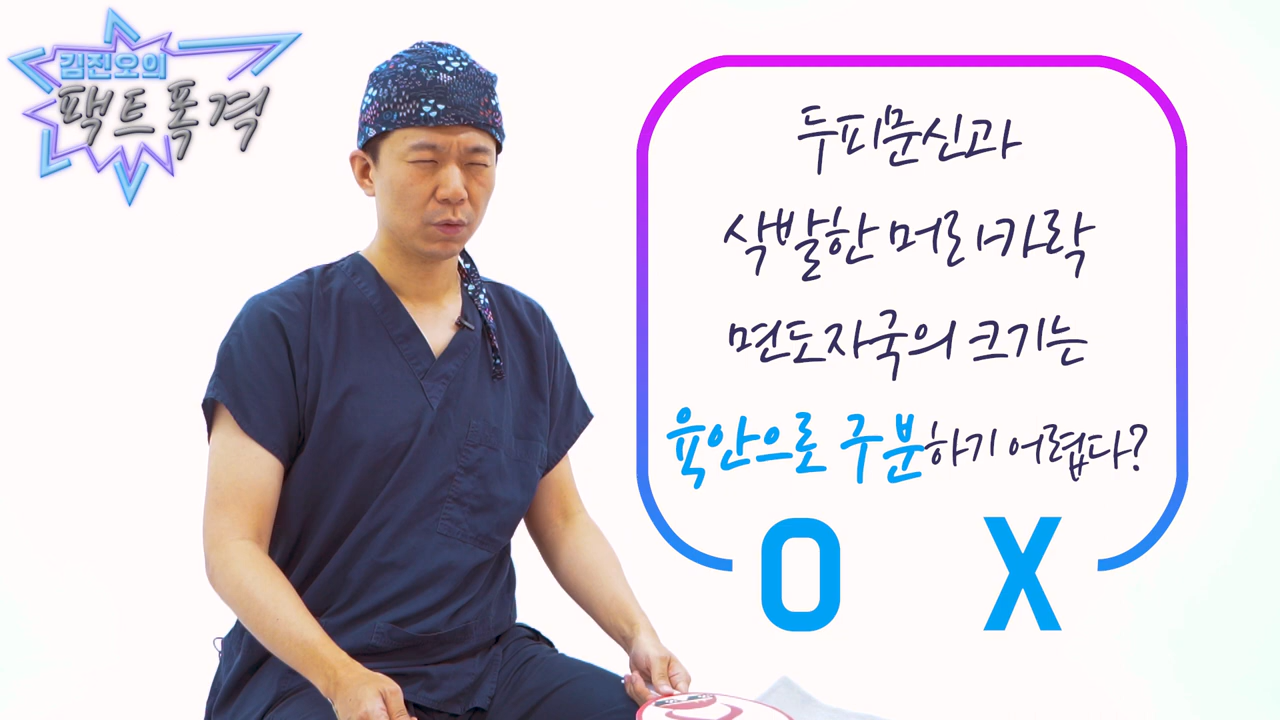 김진오의
팩트폭격
두피문신과
삭발한 머리카락
면도자국의 크기는
육안으로 구분하기 어렵다?
O X